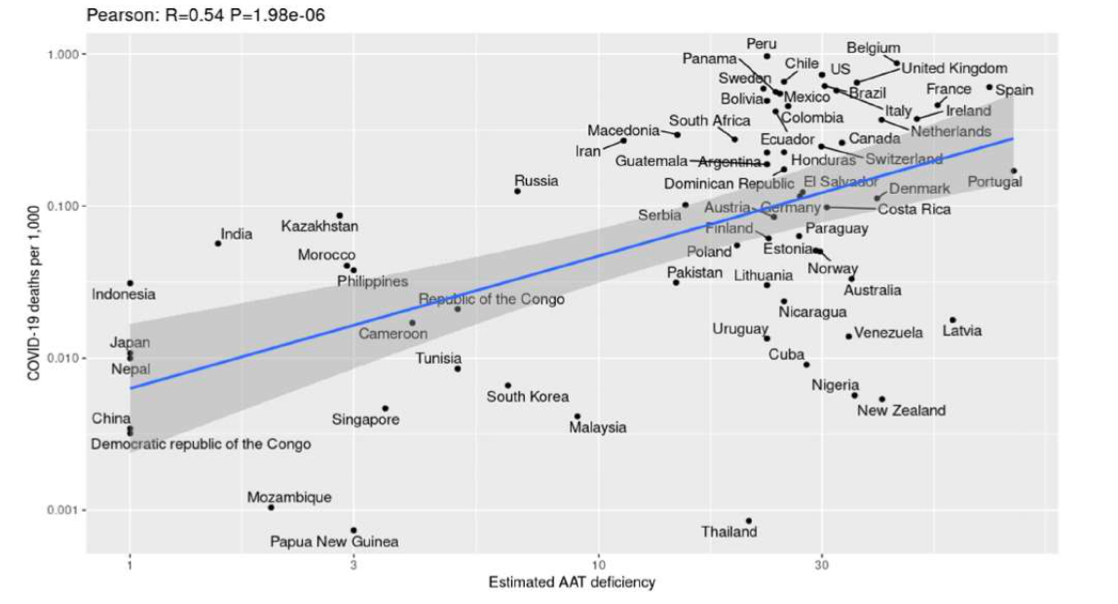 Pearson: R=0.54 P=1.98e-06
COVID-19 deaths per 1,000
1.000
0.100
0.010
0.001
Peru
Belgium
Panama
Chile
US
United Kingdom
Sweden
Brazil
France
Spain
Bolivia
Mexico
Italy
Ireland
South Africa
Colombia
Netherlands
Macedonia
Ecuador
Canada
Iran
Guatemala
Argentina
Honduras
Switzerland
Russia
Dominican Republic
El Salvador
Portugal
Denmark
Serbia
Austria
Germany
Costa Rica
Kazakhstan
India
Finland
Paraguay
Poland
Estonia
Morocco
Norway
Philippines
Pakistan
Lithuania
Australia
Indonesia
Republic of the Congo
Nicaragua
Cameroon
Uruguay
Venezuela
Latvia
Japan
Nepal
Tunisia
Cuba
South Korea
Nigeria
New Zealand
China
Singapore
Malaysia
Democratic republic of the Congo
Mozambique
Papua New Guinea
Thailand
1
3
10
30
Estimated AAT deficiency